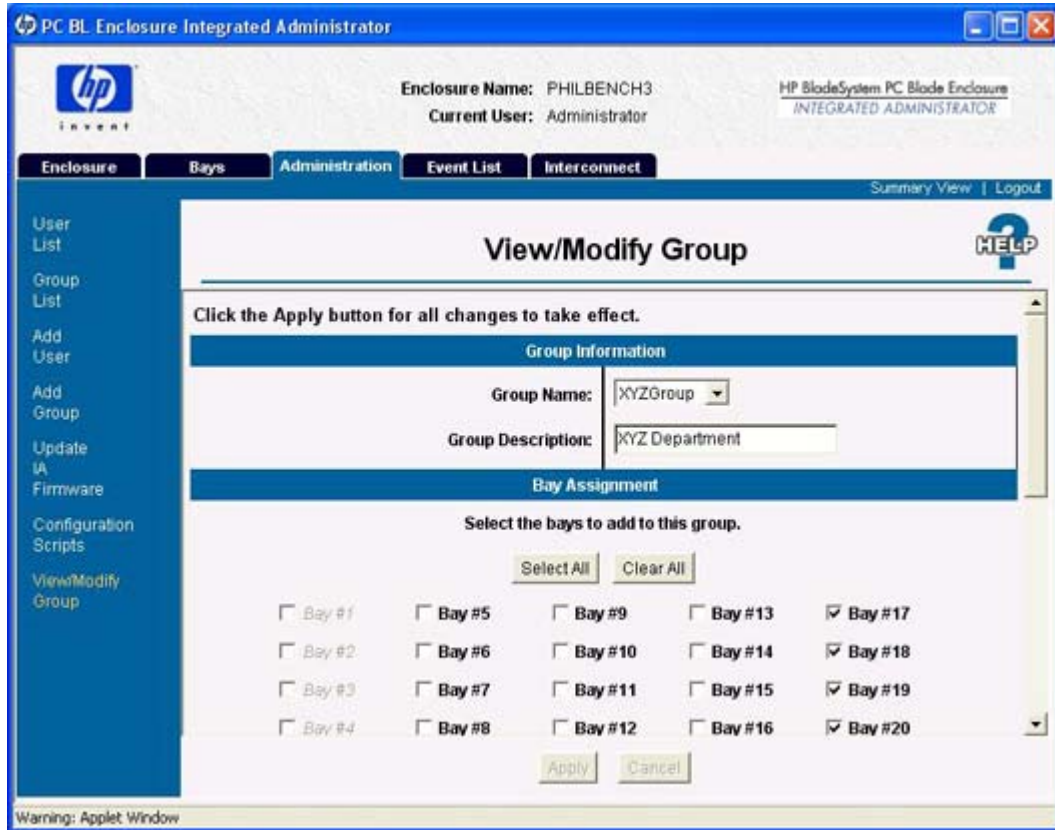 PC BL Enclosure Integrated Administrator
hp
invent
Enclosure Name: PHILBENCH3
Current User: Administrator
HP BladeSystem PC Blade Enclosure
INTEGRATED ADMINISTRATOR
Enclosure Bays Administration Event List Interconnect
Summary View | Logout
User
List
Group
List
Add
User
Add
Group
Update
IA
Firmware
Configuration
Scripts
View/Modify
Group
View/Modify Group
?
HELP
Click the Apply button for all changes to take effect.
Group Information
Group Name: XYZGroup
Group Description: XYZ Department
Bay Assignment
Select the bays to add to this group.
Select All Clear All
Bay #1 Bay #5 Bay #9 Bay #13 Bay #17
Bay #2 Bay #6 Bay #10 Bay #14 Bay #18
Bay #3 Bay #7 Bay #11 Bay #15 Bay #19
Bay #4 Bay #8 Bay #12 Bay #16 Bay #20
Apply Cancel
Warning: Applet Window